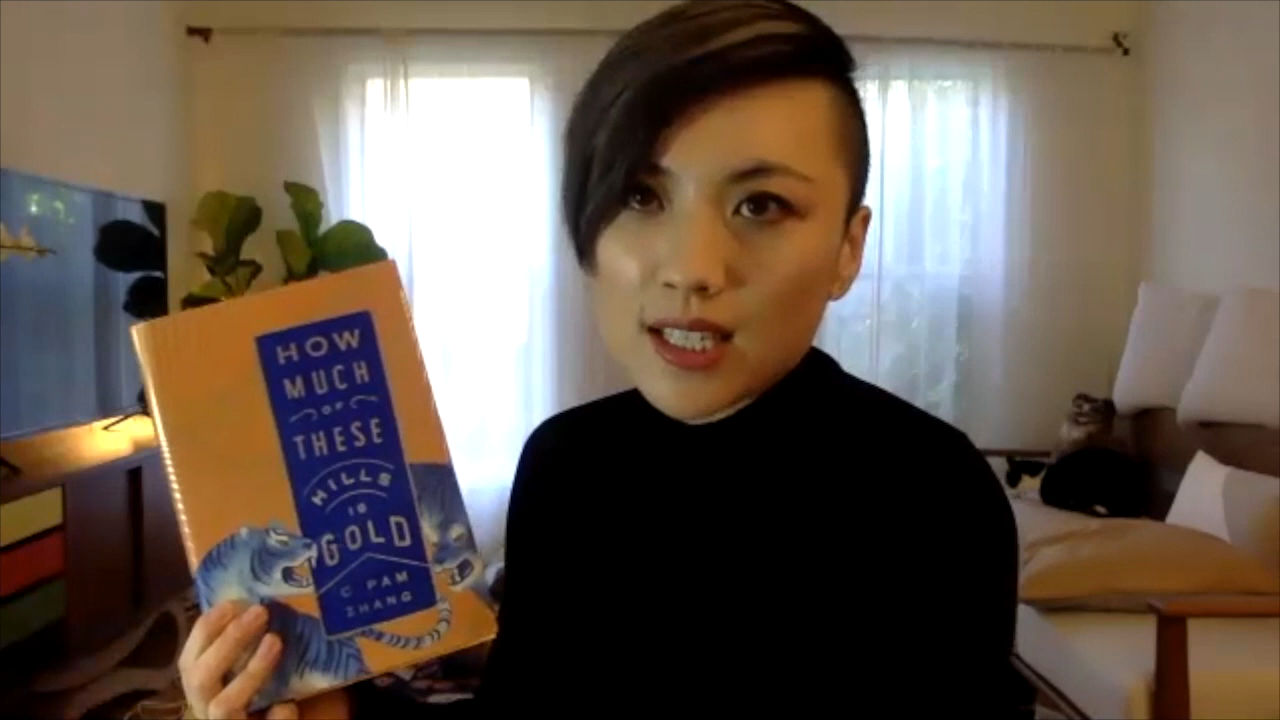 HOW
MUCH
OF
THESE
HILLS
IS
GOLD
C PAM
ZHANG